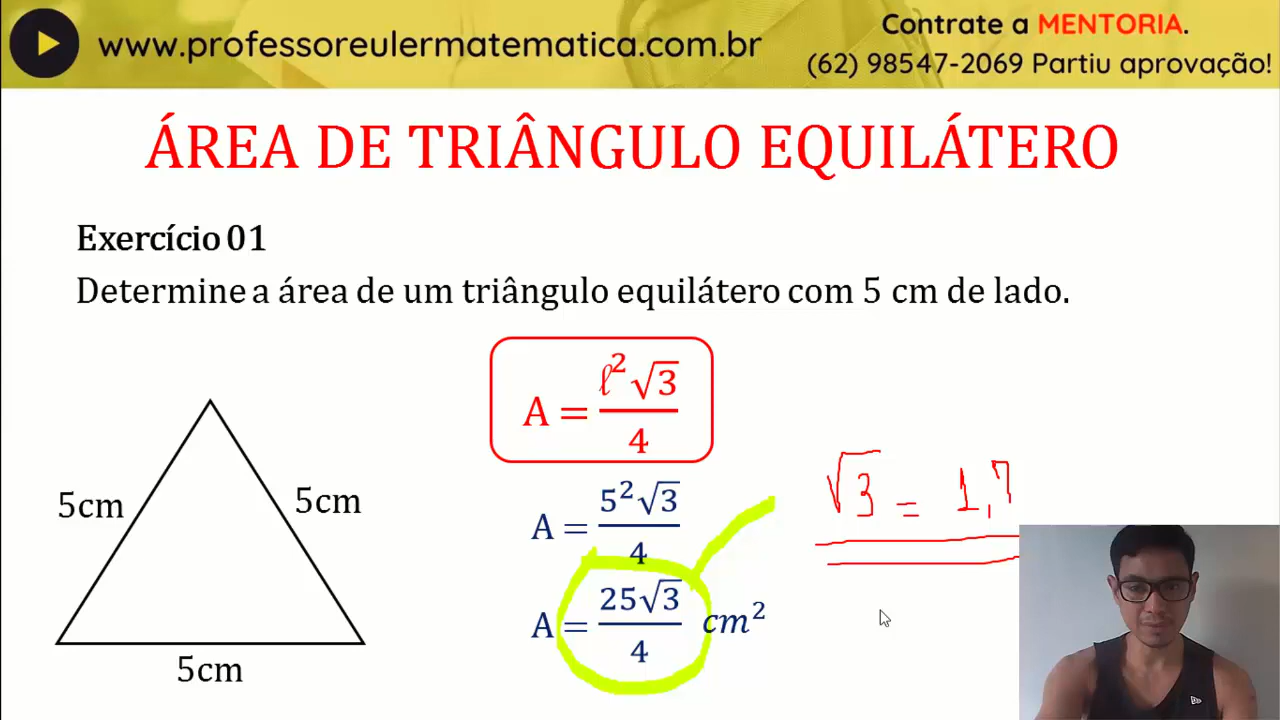 www.professoreulermatematica.com.br
Contrate a MENTORIA.
(62) 98547-2069 Partiu aprovação!
ÁREA DE TRIÂNGULO EQUILÁTERO
Exercício 01
Determine a área de um triângulo equilátero com 5 cm de lado.
A = ℓ²√3/4
5cm
5cm
5cm
A = 5²√3/4
A = 25√3/4 cm²
√3 = 1,7